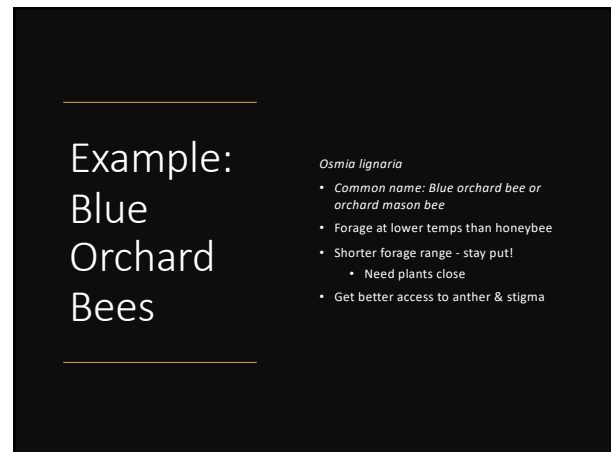 Example:
Blue
Orchard
Bees
Osmia lignaria
• Common name: Blue orchard bee or
orchard mason bee
• Forage at lower temps than honeybee
• Shorter forage range - stay put!
• Need plants close
• Get better access to anther & stigma